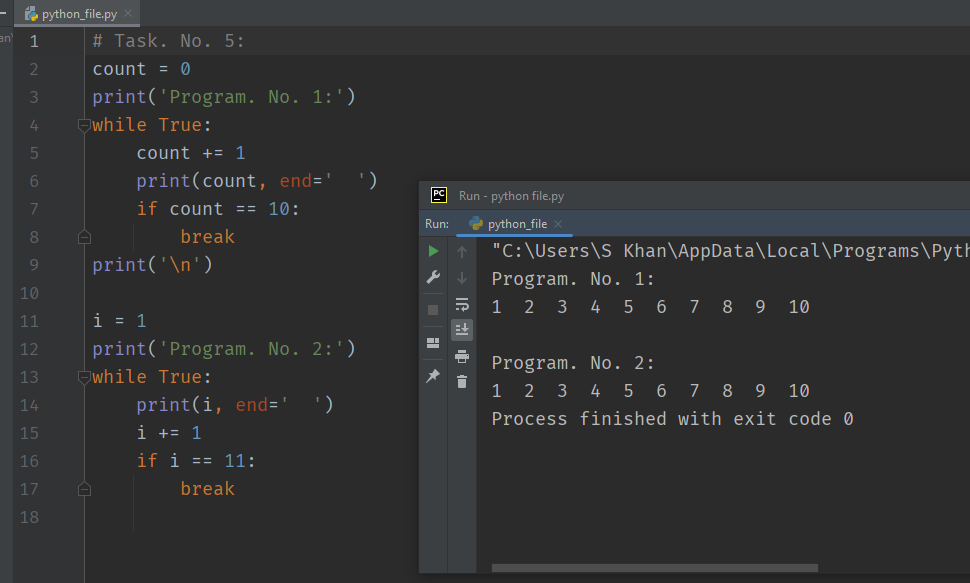 python_file.py
an'
1 # Task. No. 5:
2 count = 0
3 print('Program. No. 1:')
4 while True:
5     count += 1
6     print(count, end='  ')
7     if count == 10:
8         break
9 print('\n')
10
11 i = 1
12 print('Program. No. 2:')
13 while True:
14     print(i, end='  ')
15     i += 1
16     if i == 11:
17         break
18
PC Run - python file.py
Run: python_file
"C:\Users\S Khan\AppData\Local\Programs\Pyth
Program. No. 1:
1  2  3  4  5  6  7  8  9  10

Program. No. 2:
1  2  3  4  5  6  7  8  9  10
Process finished with exit code 0